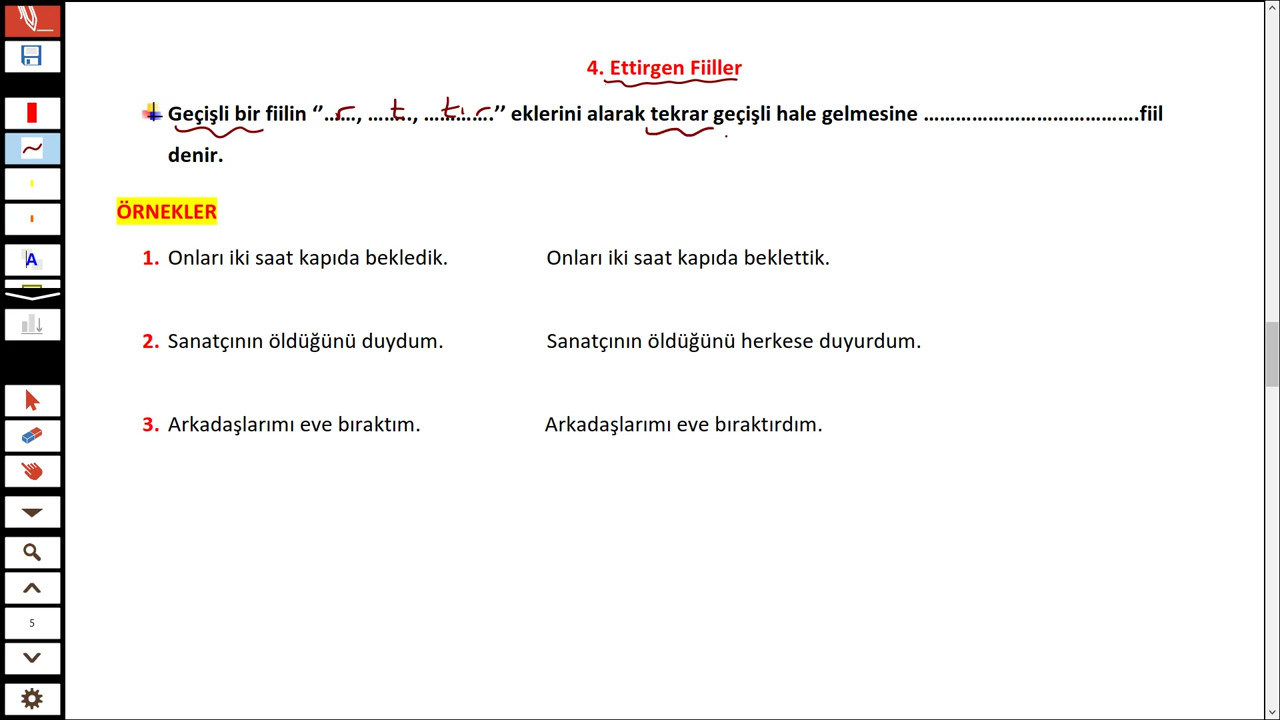 4. Ettirgen Fiiller
Geçişli bir fiilin “…r…, …t…, …tır…” eklerini alarak tekrar geçişli hale gelmesine ………………………………….fiil
denir.
ÖRNEKLER
1. Onları iki saat kapıda bekledik. Onları iki saat kapıda beklettik.
2. Sanatçının öldüğünü duydum. Sanatçının öldüğünü herkese duyurdum.
3. Arkadaşlarımı eve bıraktım. Arkadaşlarımı eve bıraktırdım.
A
5